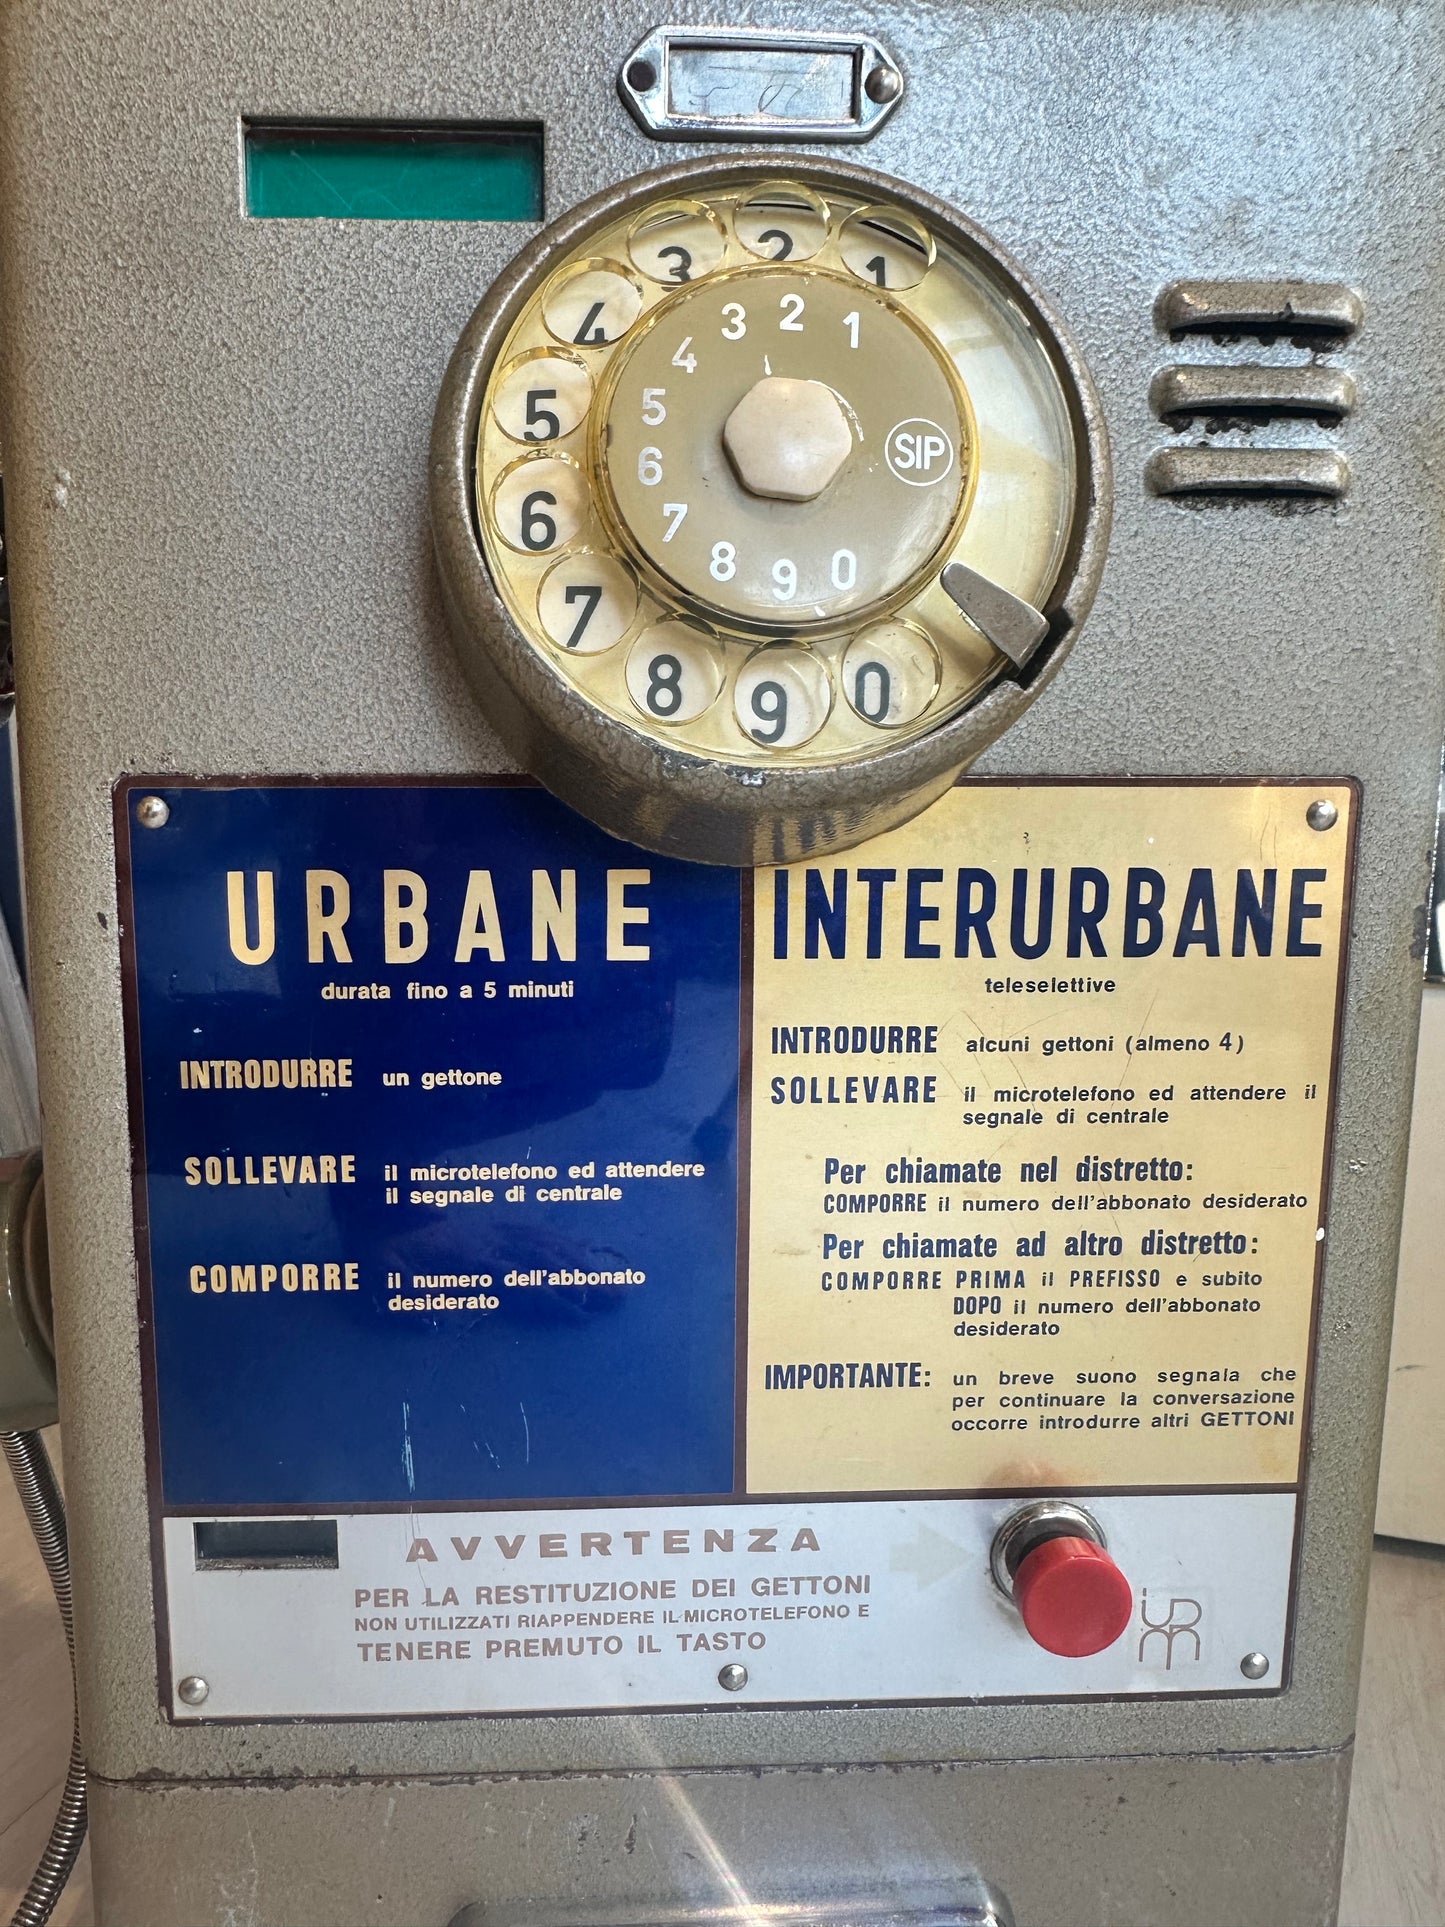 3 2 1
4
5
6
7
8 9 0
3 2 1
4
5
6
7
8 9 0
SIP
URBANE
durata fino a 5 minuti
INTRODURRE un gettone
SOLLEVARE il microtelefono ed attendere
il segnale di centrale
COMPORRE il numero dell'abbonato
desiderato
INTERURBANE
teleselettive
INTRODURRE alcuni gettoni (almeno 4)
SOLLEVARE il microtelefono ed attendere il
segnale di centrale
Per chiamate nel distretto:
COMPORRE il numero dell'abbonato desiderato
Per chiamate ad altro distretto:
COMPORRE PRIMA il PREFISSO e subito
DOPO il numero dell'abbonato
desiderato
IMPORTANTE: un breve suono segnala che
per continuare la conversazione
occorre introdurre altri GETTONI
AVVERTENZA
PER LA RESTITUZIONE DEI GETTONI
NON UTILIZZATI RIAPPENDERE IL MICROTELEFONO E
TENERE PREMUTO IL TASTO